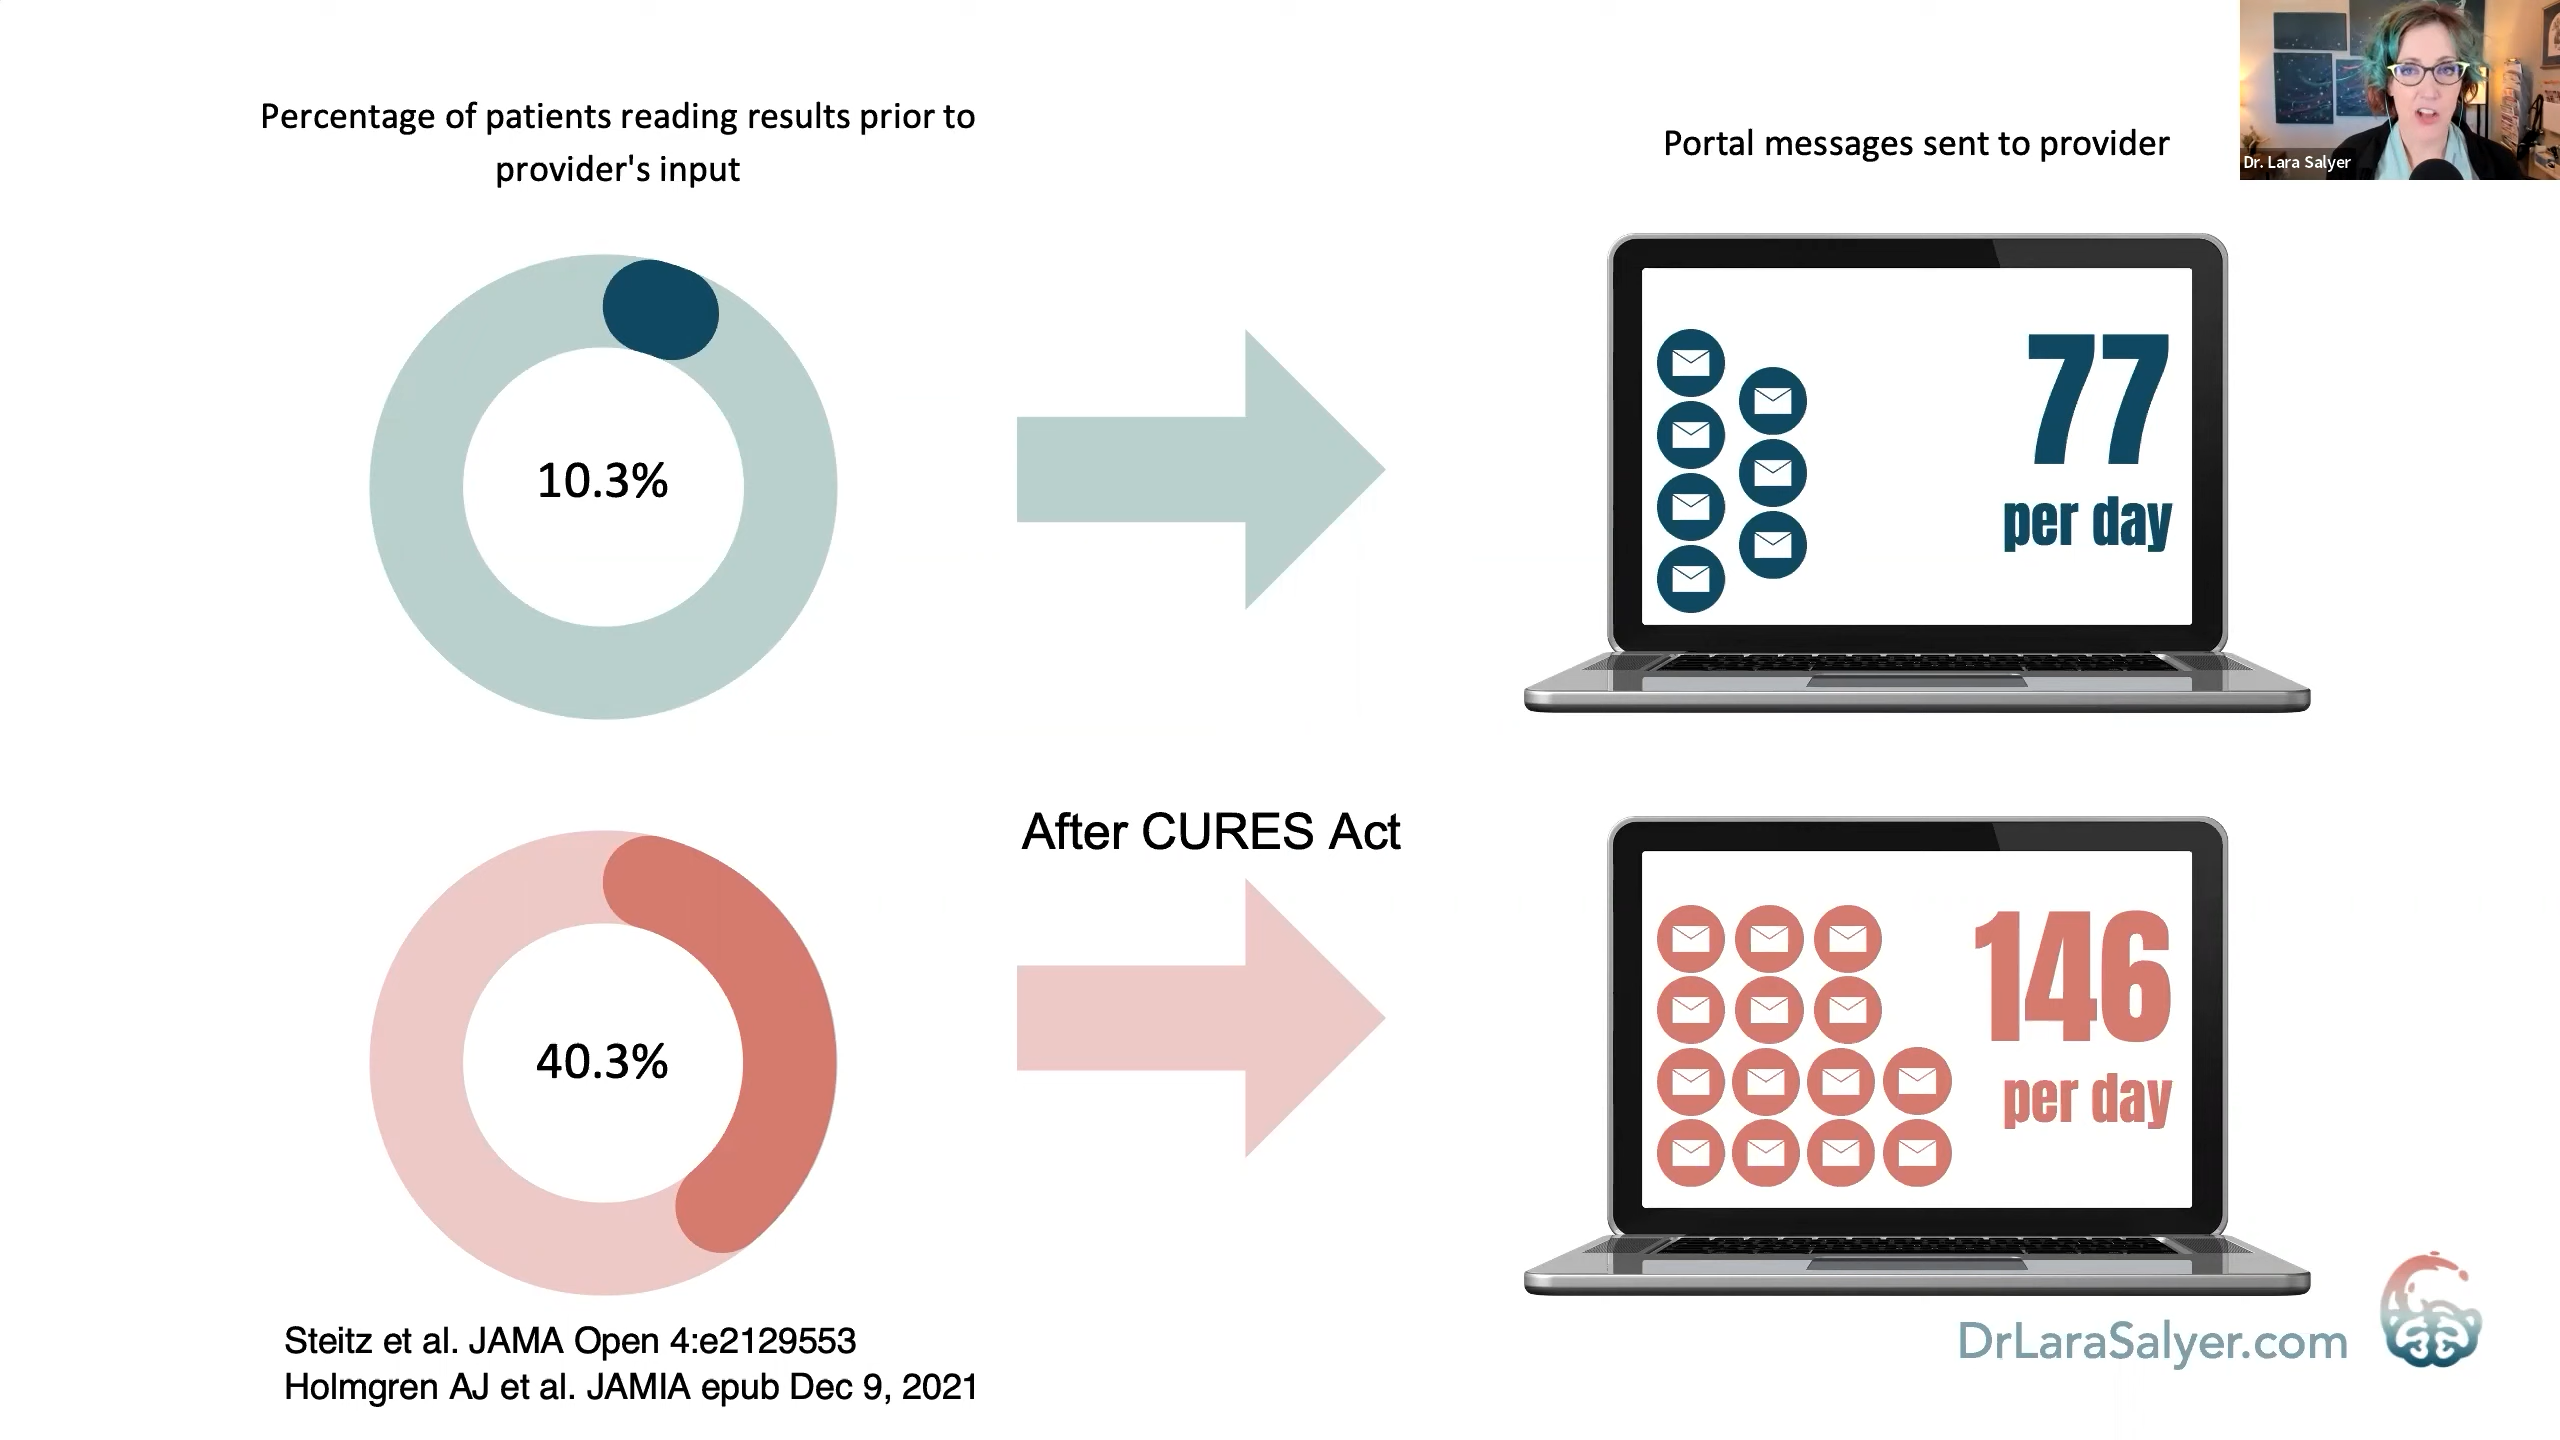 Percentage of patients reading results prior to
provider's input
Portal messages sent to provider
Dr. Lara Salyer
10.3%
77
per day
After CURES Act
40.3%
146
per day
Steitz et al. JAMA Open 4:e2129553
Holmgren AJ et al. JAMIA epub Dec 9, 2021
DrLaraSalyer.com